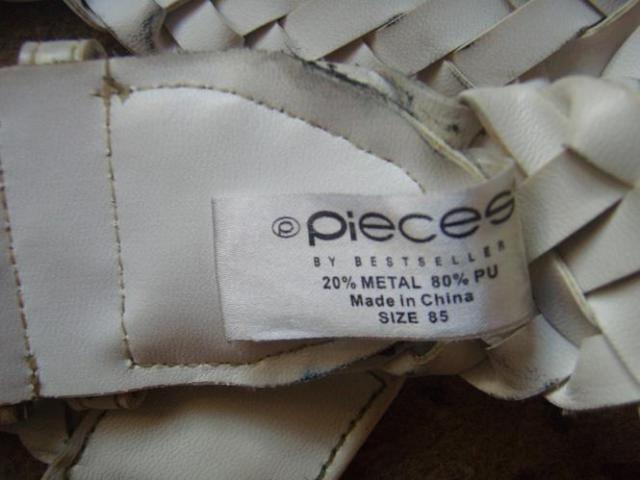 ℗ Pieces
BY BESTSELLER
20% METAL 80% PU
Made in China
SIZE 85